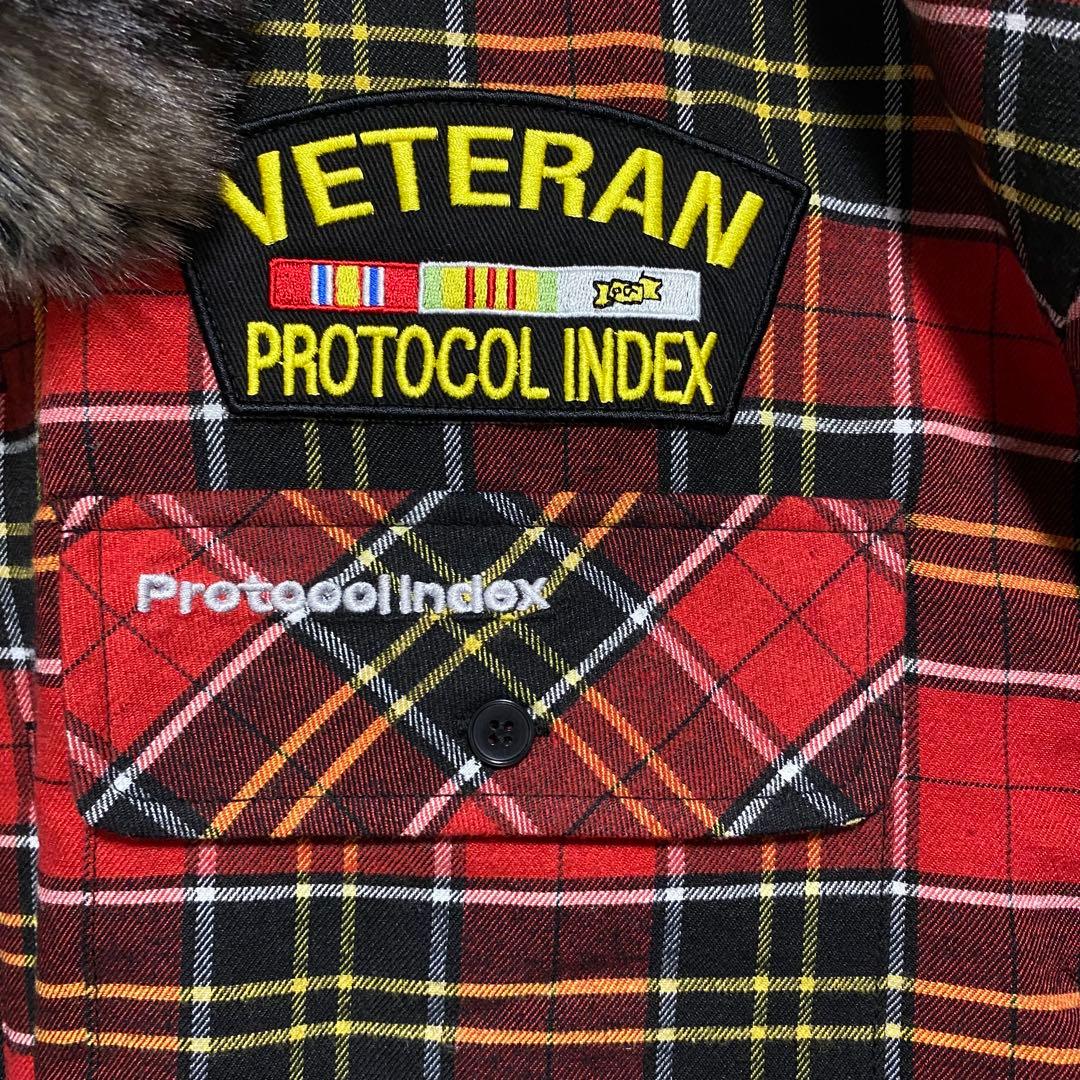 VETERAN
PROTOCOL INDEX
Protocol Index